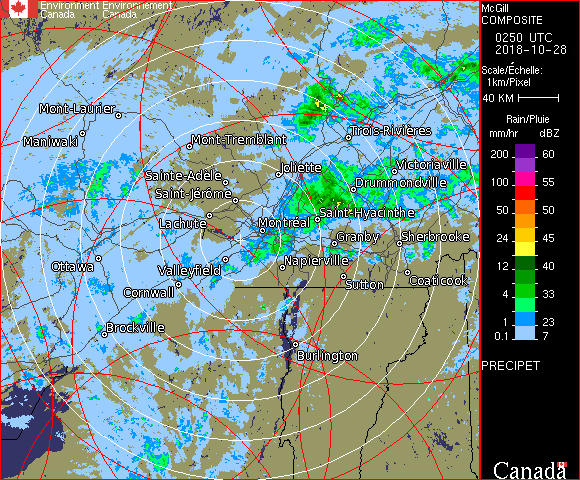 Environment Environnement
Canada Canada
McGill
COMPOSITE
0250 UTC
2018-10-28
Scale/Échelle:
1km/Pixel
40 KM
Rain/Pluie
mm/hr dBZ
200 60
100 55
50 50
24 45
12 40
4 33
1 23
0.1 7
PRECIPET
Canada
Mont-Laurier
Maniwaki
Mont-Tremblant
Trois-Rivières
Joliette
Victoriaville
Sainte-Adèle
Drummondville
Saint-Jérôme
Saint-Hyacinthe
Lachute
Montréal
Granby
Sherbrooke
Ottawa
Valleyfield
Napierville
Cornwall
Sutton
Coaticook
Brockville
Burlington